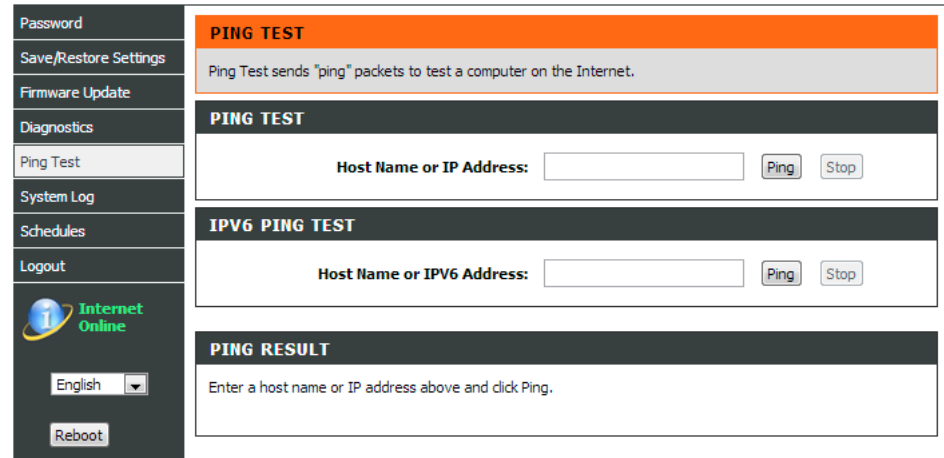 Password
Save/Restore Settings
Firmware Update
Diagnostics
Ping Test
System Log
Schedules
Logout
Internet
Online
English
Reboot
PING TEST
Ping Test sends "ping" packets to test a computer on the Internet.
PING TEST
Host Name or IP Address:
Ping
Stop
IPV6 PING TEST
Host Name or IPV6 Address:
Ping
Stop
PING RESULT
Enter a host name or IP address above and click Ping.